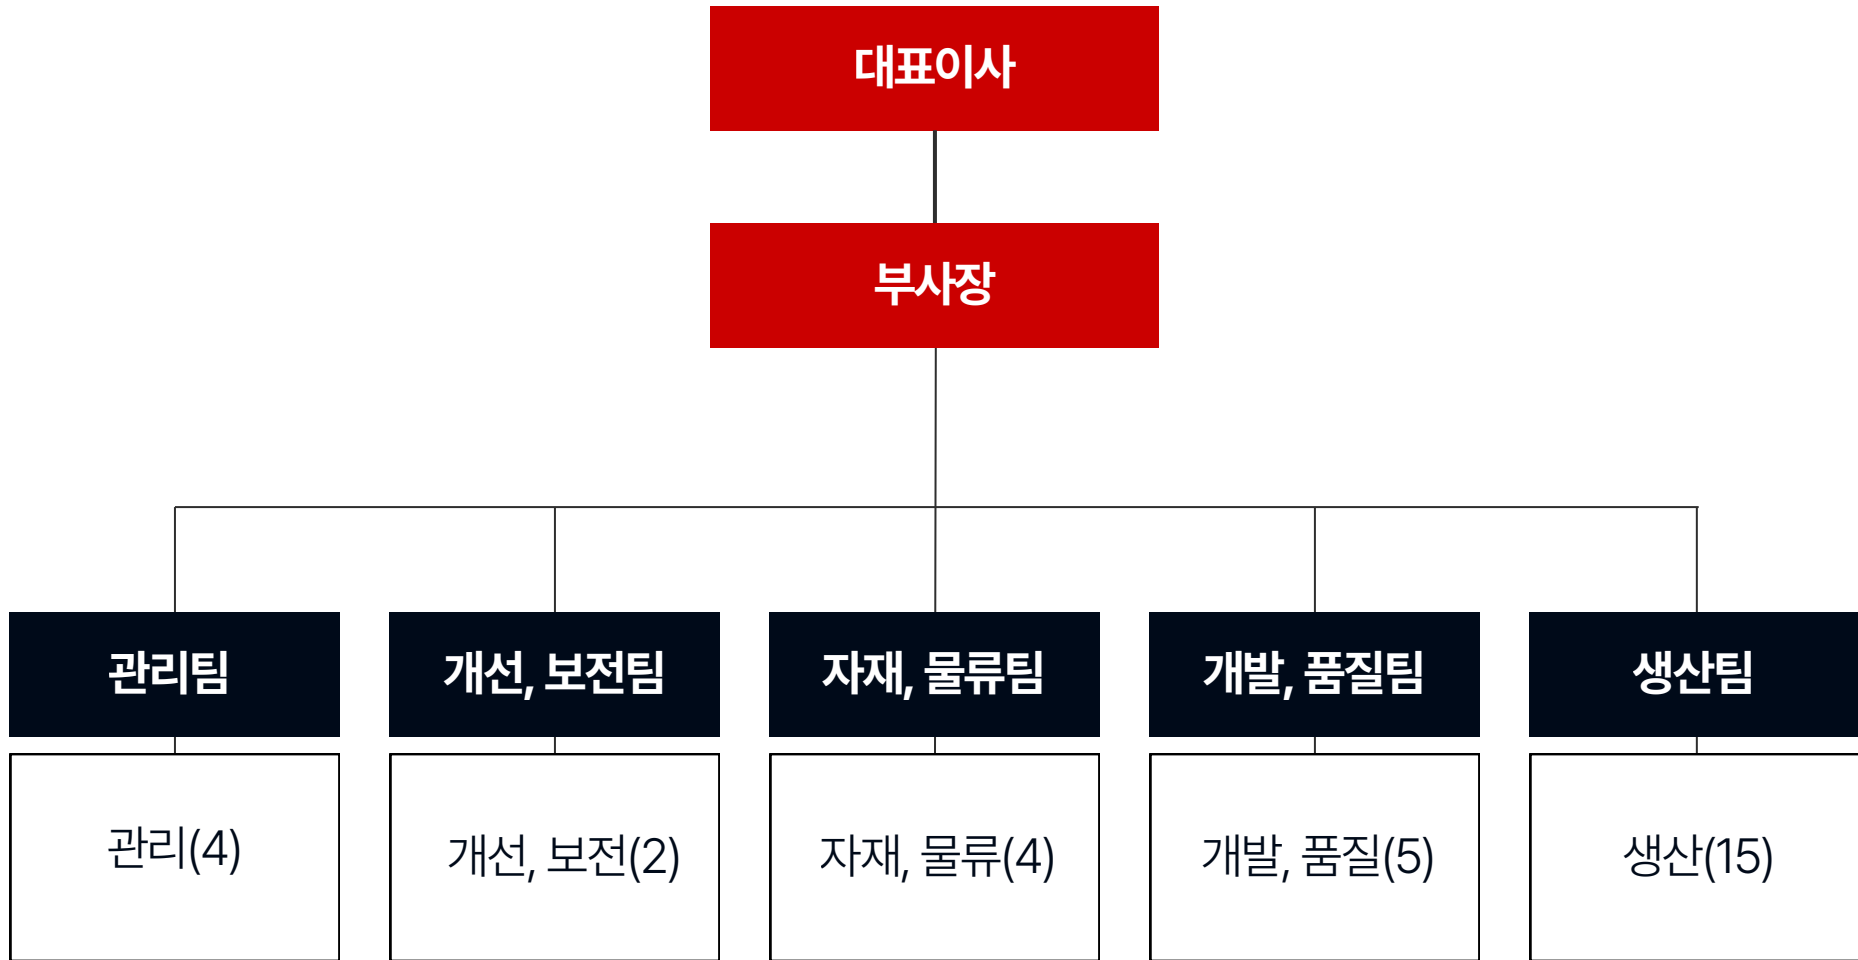 대표이사
부사장
관리팀
개선, 보전팀
자재, 물류팀
개발, 품질팀
생산팀
관리(4)
개선, 보전(2)
자재, 물류(4)
개발, 품질(5)
생산(15)